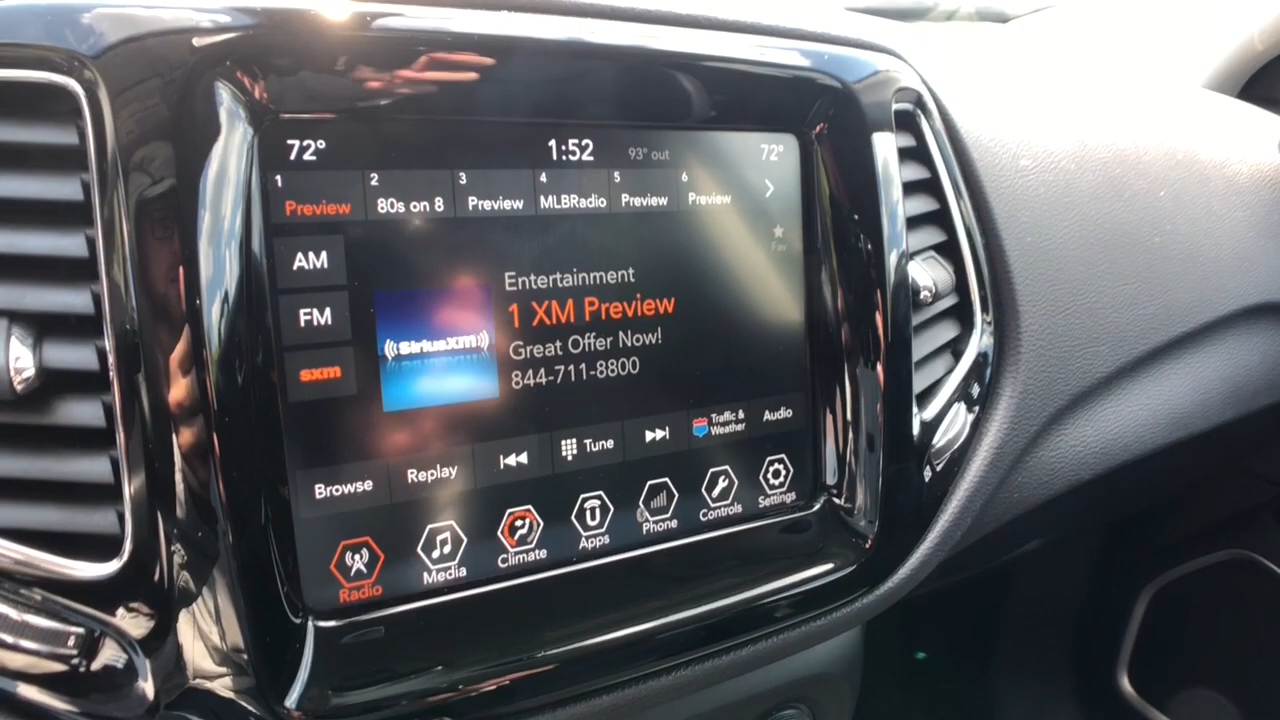 72° 1:52 93° out 72°
1 2 3 4 5 6
Preview 80s on 8 Preview MLBRadio Preview Preview
Fav
AM
FM
sxm
((SiriusXM))
Entertainment
1 XM Preview
Great Offer Now!
844-711-8800
Browse Replay Tune Traffic & Weather Audio
Radio Media Climate Apps Phone Controls Settings